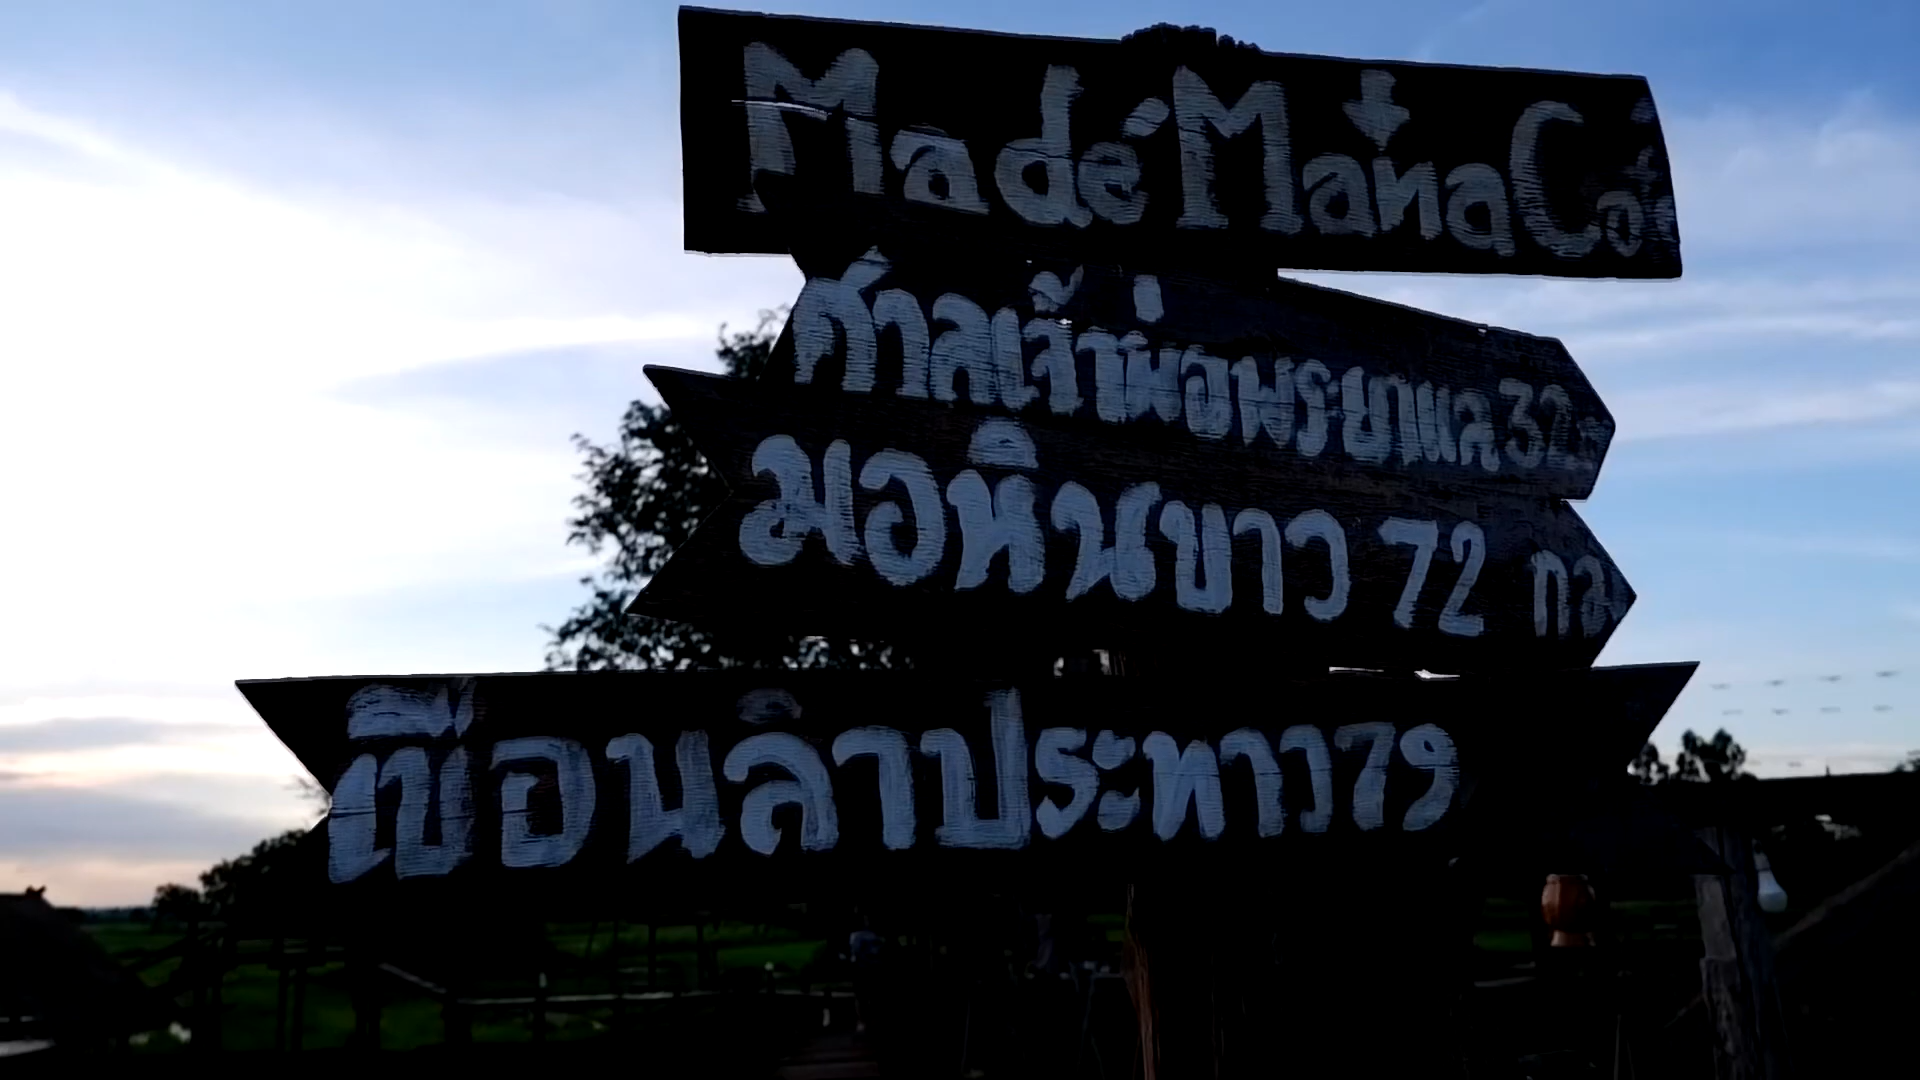 Made Mana Co
ศาลเจ้าพ่อพระยาแล 32
มอหินขาว 72 กม
เขื่อนลำปะทาว 79